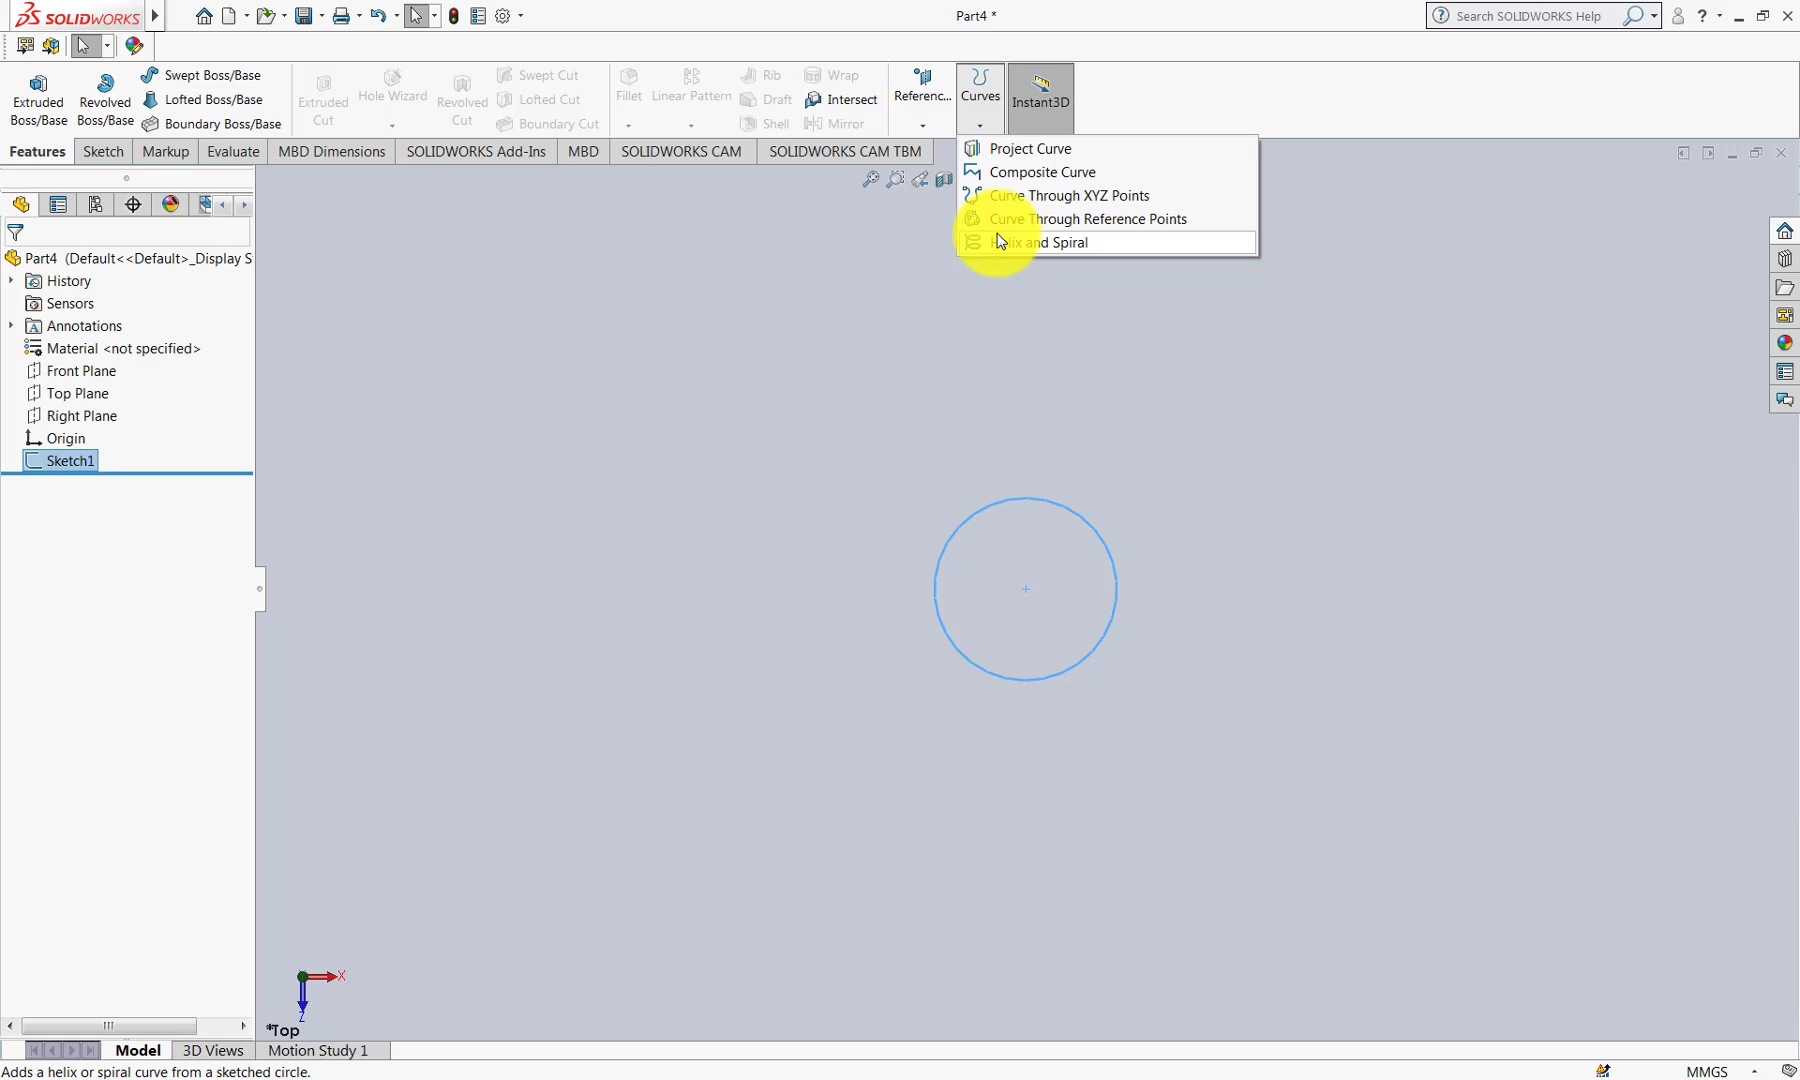 SOLIDWORKS
Part4 *
Search SOLIDWORKS Help
Extruded Boss/Base
Revolved Boss/Base
Swept Boss/Base
Lofted Boss/Base
Boundary Boss/Base
Extruded Cut
Hole Wizard
Revolved Cut
Swept Cut
Lofted Cut
Boundary Cut
Fillet
Linear Pattern
Rib
Draft
Shell
Wrap
Intersect
Mirror
Referenc...
Curves
Instant3D
Features
Sketch
Markup
Evaluate
MBD Dimensions
SOLIDWORKS Add-Ins
MBD
SOLIDWORKS CAM
SOLIDWORKS CAM TBM
Project Curve
Composite Curve
Curve Through XYZ Points
Curve Through Reference Points
Helix and Spiral
Part4 (Default<<Default>_Display S
History
Sensors
Annotations
Material <not specified>
Front Plane
Top Plane
Right Plane
Origin
Sketch1
X
Z
*Top
Model
3D Views
Motion Study 1
Adds a helix or spiral curve from a sketched circle.
MMGS